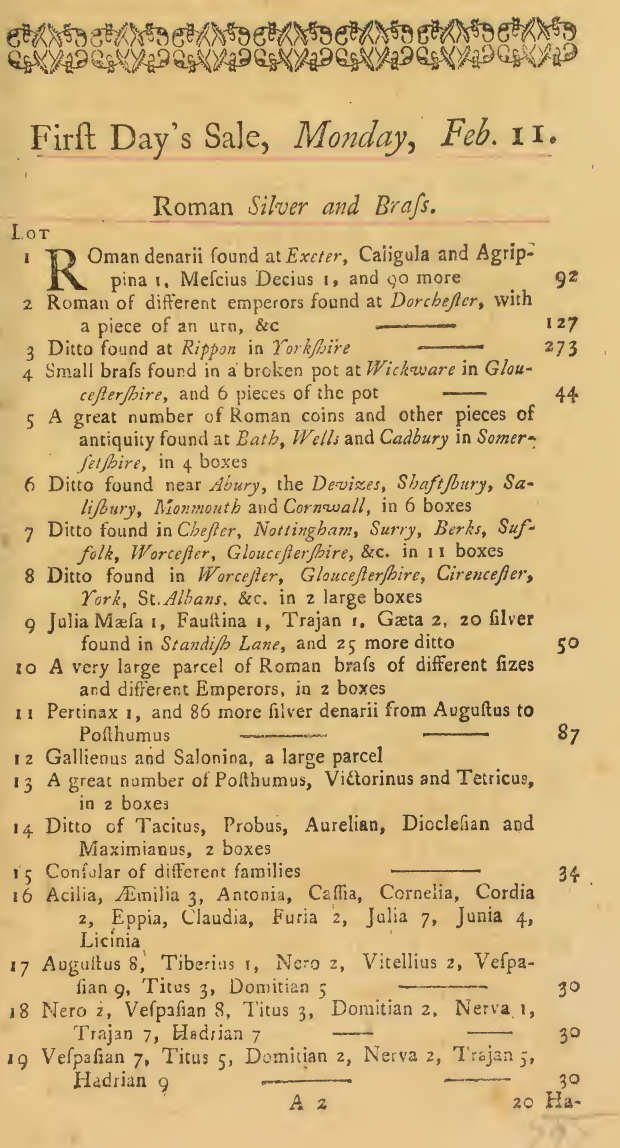 Firſt Day's Sale, Monday, Feb. 11.
Roman Silver and Braſs.
LOT
1 ROman denarii found at Exeter, Caligula and Agrip-
pina 1, Meſcius Decius 1, and 90 more 92
2 Roman of different emperors found at Dorcheſter, with
a piece of an urn, &c —— 127
3 Ditto found at Rippon in Yorkſhire —— 273
4 Small braſs found in a broken pot at Wickware in Glou-
ceſterſhire, and 6 pieces of the pot —— 44
5 A great number of Roman coins and other pieces of
antiquity found at Bath, Wells and Cadbury in Somer-
ſetſhire, in 4 boxes
6 Ditto found near Abury, the Devizes, Shaftſbury, Sa-
liſbury, Monmouth and Cornwall, in 6 boxes
7 Ditto found in Cheſter, Nottingham, Surry, Berks, Suf-
folk, Worceſter, Glouceſterſhire, &c. in 11 boxes
8 Ditto found in Worceſter, Glouceſterſhire, Cirenceſter,
York, St. Albans, &c. in 2 large boxes
9 Julia Mæſa 1, Fauſtina 1, Trajan 1, Gæta 2, 20 ſilver
found in Standiſh Lane, and 25 more ditto 50
10 A very large parcel of Roman braſs of different ſizes
and different Emperors, in 2 boxes
11 Pertinax 1, and 86 more ſilver denarii from Auguſtus to
Poſthumus —— —— 87
12 Gallienus and Salonina, a large parcel
13 A great number of Poſthumus, Victorinus and Tetricus,
in 2 boxes
14 Ditto of Tacitus, Probus, Aurelian, Diocleſian and
Maximianus, 2 boxes
15 Conſular of different families —— 34
16 Acilia, Æmilia 3, Antonia, Caſſia, Cornelia, Cordia
2, Eppia, Claudia, Furia 2, Julia 7, Junia 4,
Licinia
17 Auguſtus 8, Tiberius 1, Nero 2, Vitellius 2, Veſpa-
ſian 9, Titus 3, Domitian 5 —— 30
18 Nero 2, Veſpaſian 8, Titus 3, Domitian 2, Nerva 1,
Trajan 7, Hadrian 7 —— —— 30
19 Veſpaſian 7, Titus 5, Domitian 2, Nerva 2, Trajan 5,
Hadrian 9 —— —— 30
A 2 20 Ha-